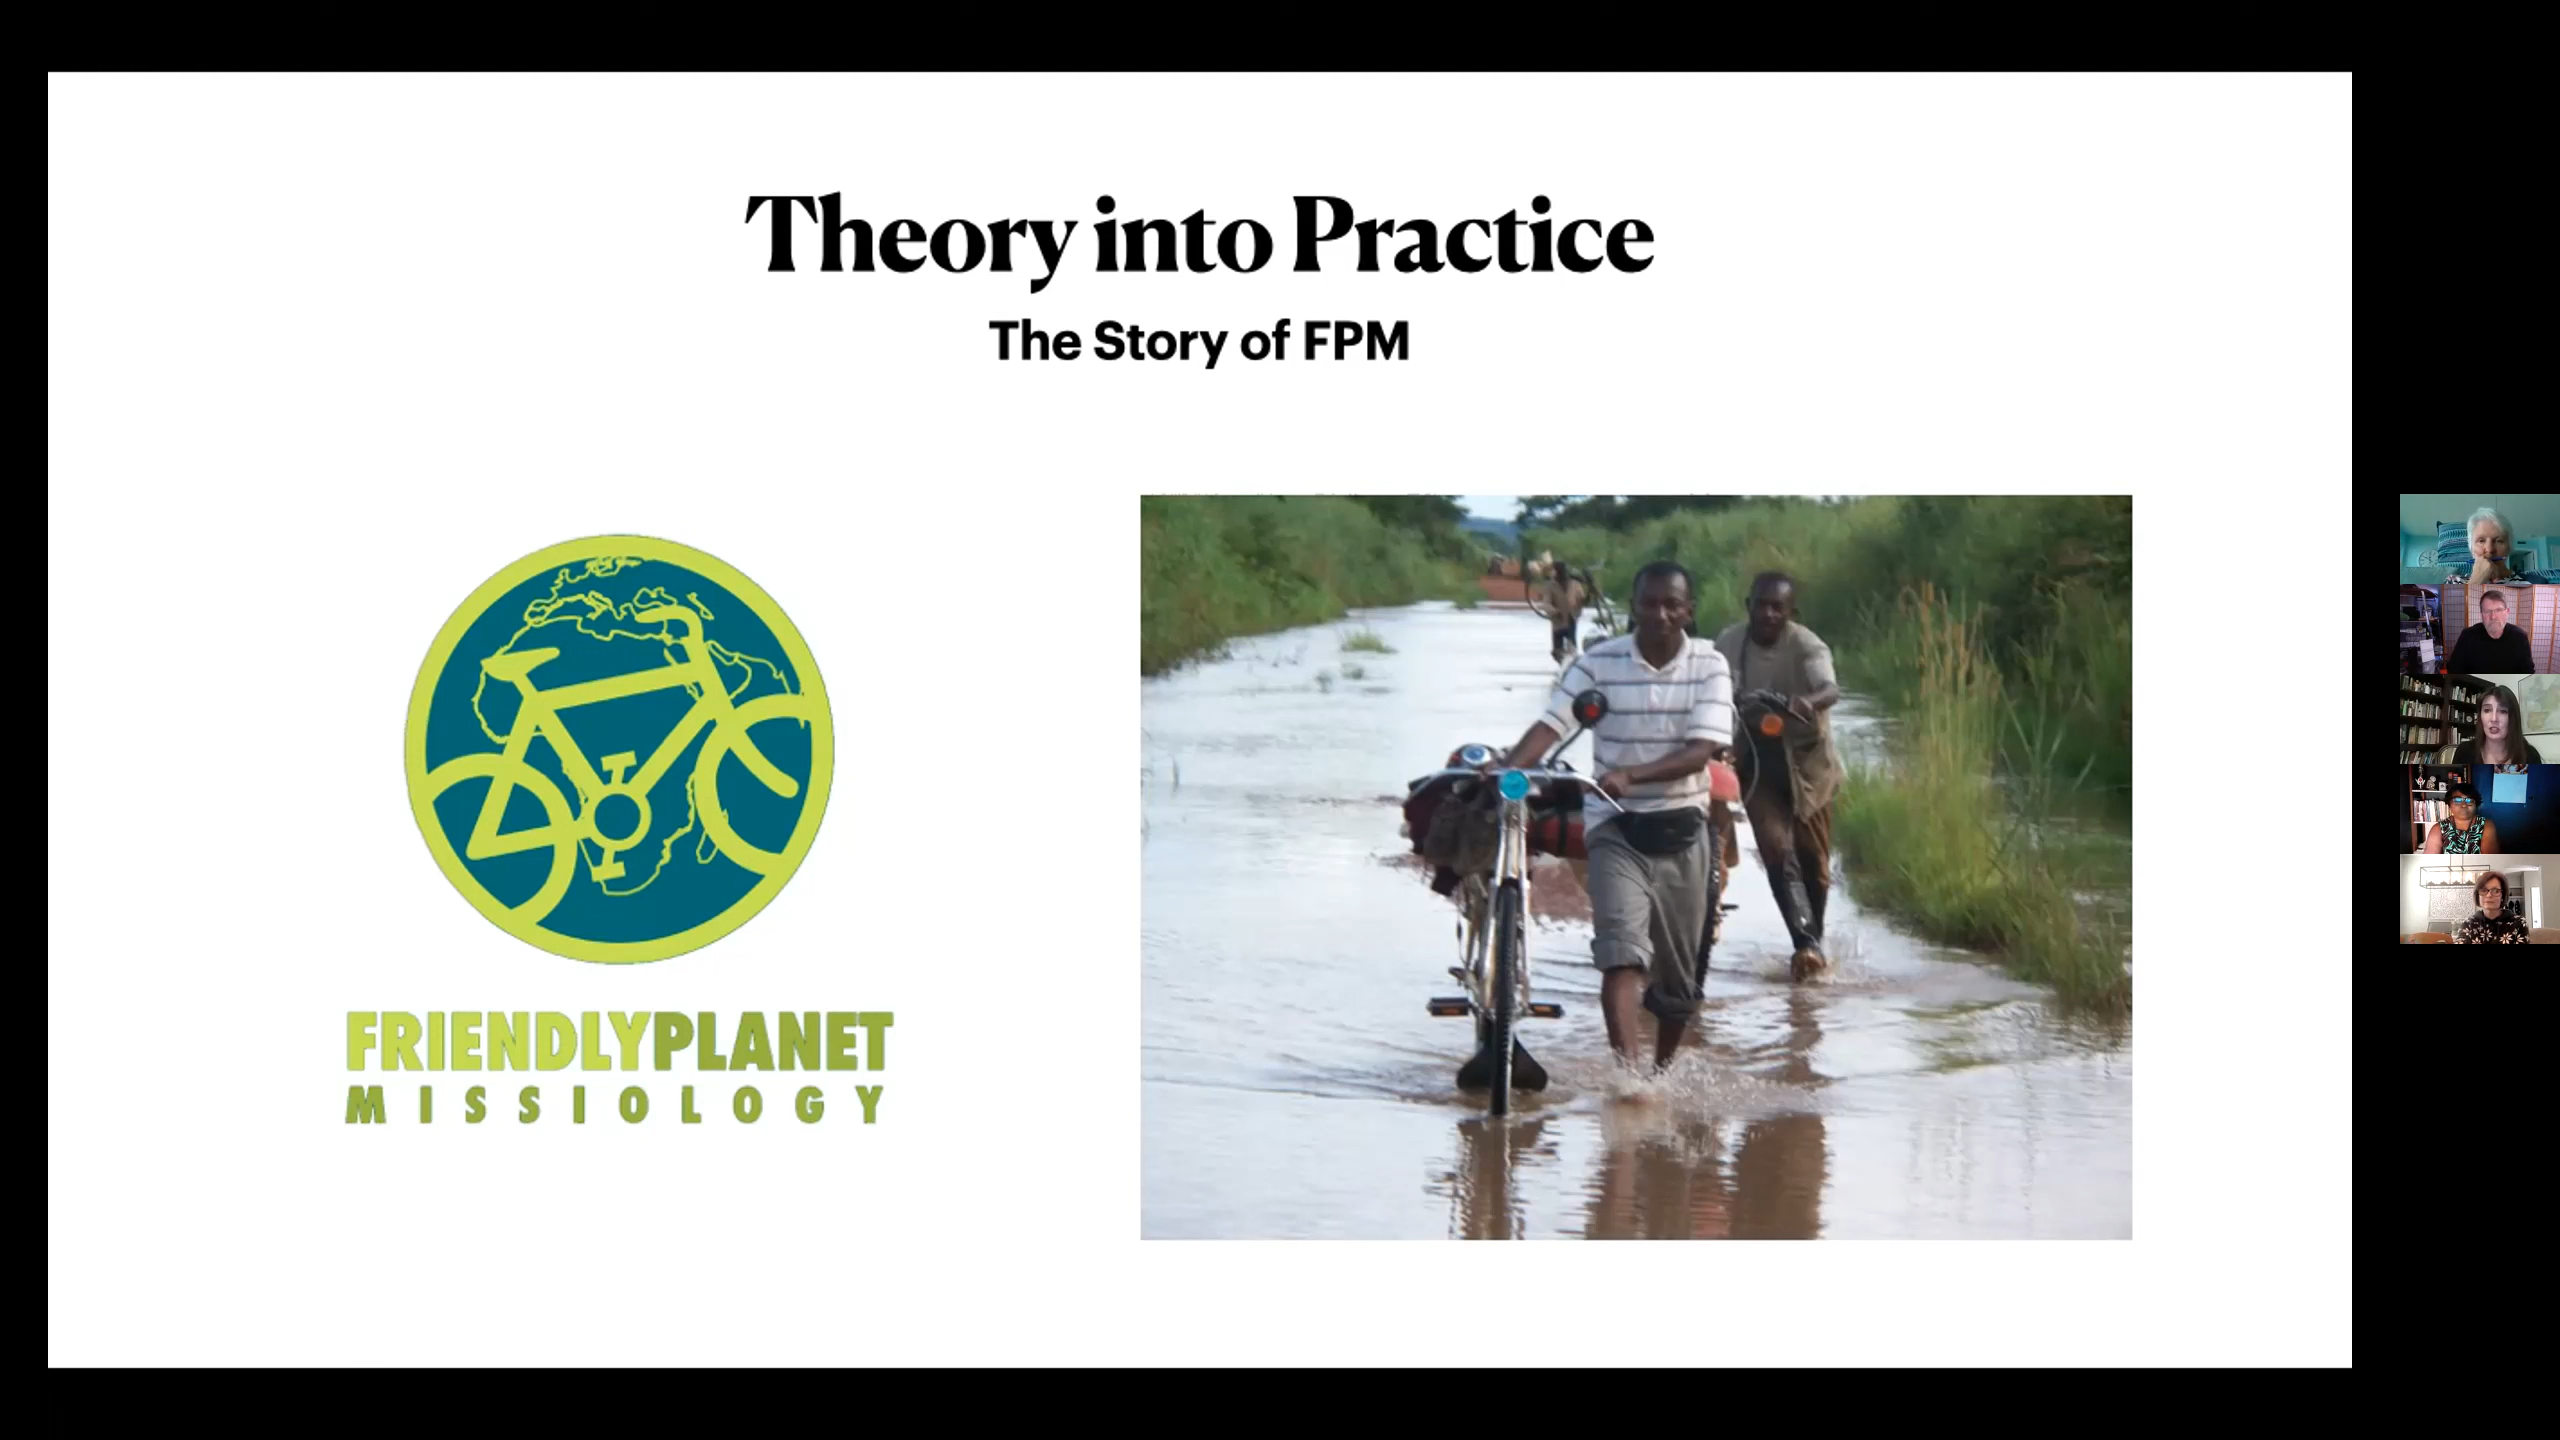 Theory into Practice
The Story of FPM
FRIENDLYPLANET
MISSIOLOGY